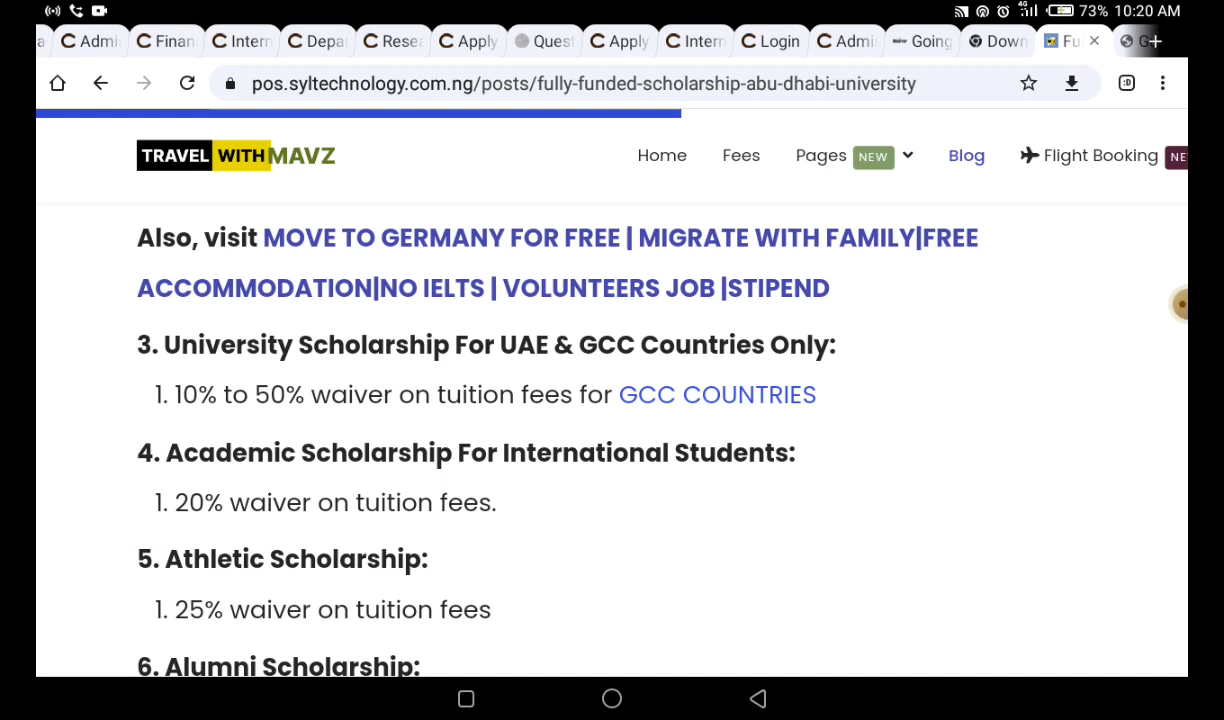 73% 10:20 AM
Admi Finan Intern Depar Resea Apply Quest Apply Intern Login Admi Going Down Fu G
pos.syltechnology.com.ng/posts/fully-funded-scholarship-abu-dhabi-university
TRAVEL WITH MAVZ Home Fees Pages NEW Blog Flight Booking NE
Also, visit MOVE TO GERMANY FOR FREE | MIGRATE WITH FAMILY|FREE
ACCOMMODATION|NO IELTS | VOLUNTEERS JOB |STIPEND
3. University Scholarship For UAE & GCC Countries Only:
1. 10% to 50% waiver on tuition fees for GCC COUNTRIES
4. Academic Scholarship For International Students:
1. 20% waiver on tuition fees.
5. Athletic Scholarship:
1. 25% waiver on tuition fees
6. Alumni Scholarship: